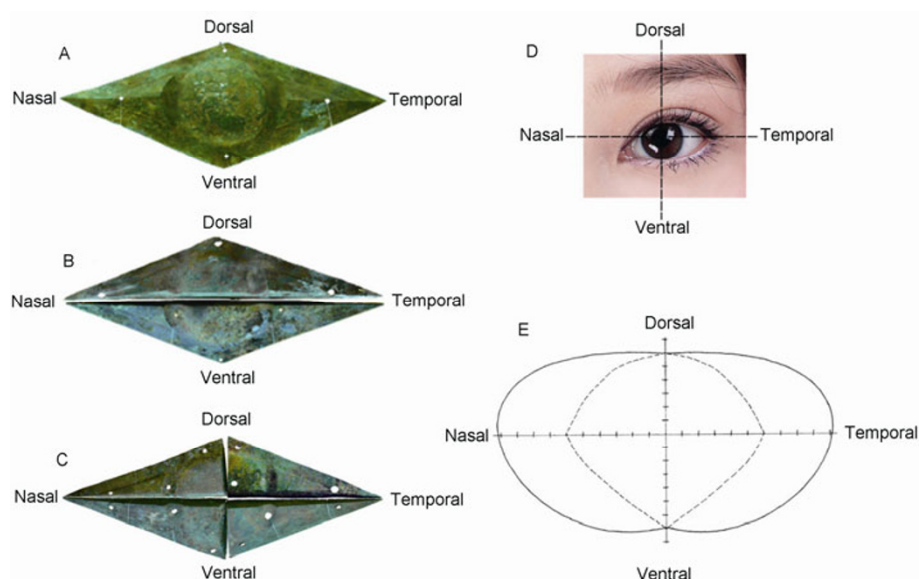 A
Dorsal
Nasal
Temporal
Ventral
B
Dorsal
Nasal
Temporal
Ventral
C
Dorsal
Nasal
Temporal
Ventral
D
Dorsal
Nasal
Temporal
Ventral
E
Dorsal
Nasal
Temporal
Ventral